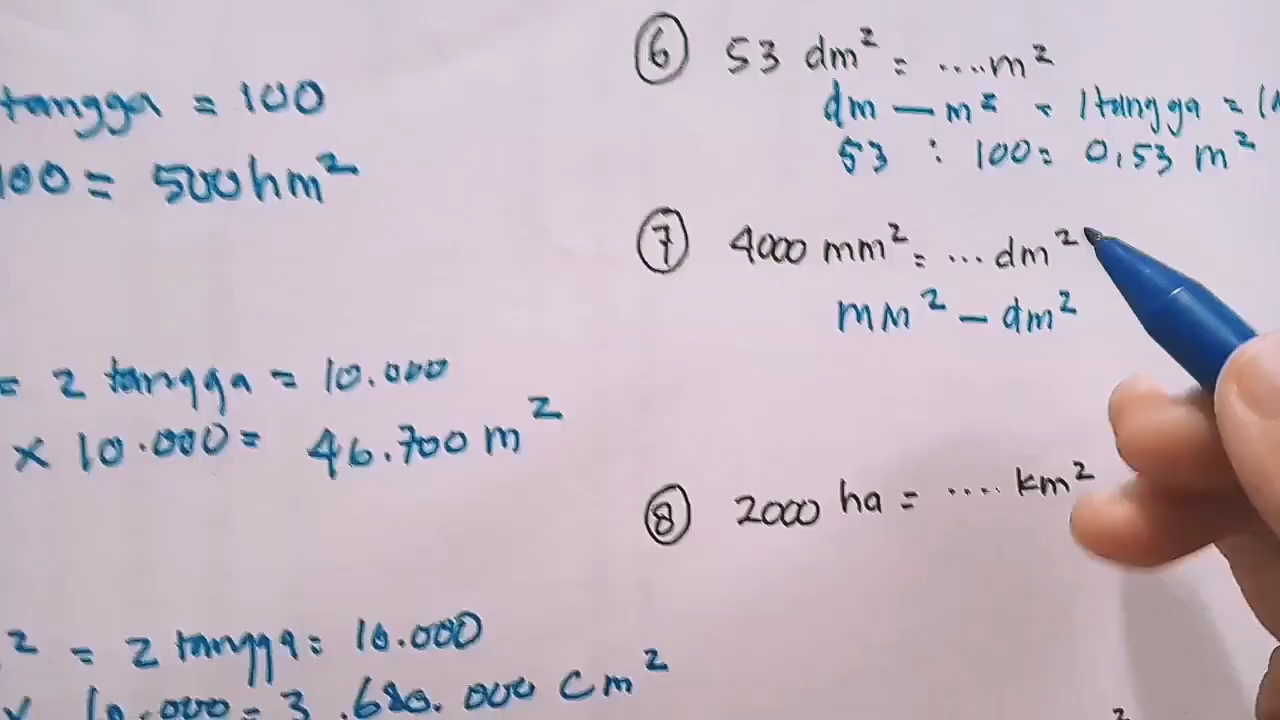 tangga = 100
100 = 500 hm²
= 2 tangga = 10.000
x 10.000 = 46.700 m²
² = 2 tangga = 10.000
x 10.000 = 3.680.000 cm²
6 53 dm² = ....m²
dm — m² = 1 tangga =
53 : 100 = 0,53 m²
7 4000 mm² = ... dm²
mm² — dm²
8 2000 ha = .... km²